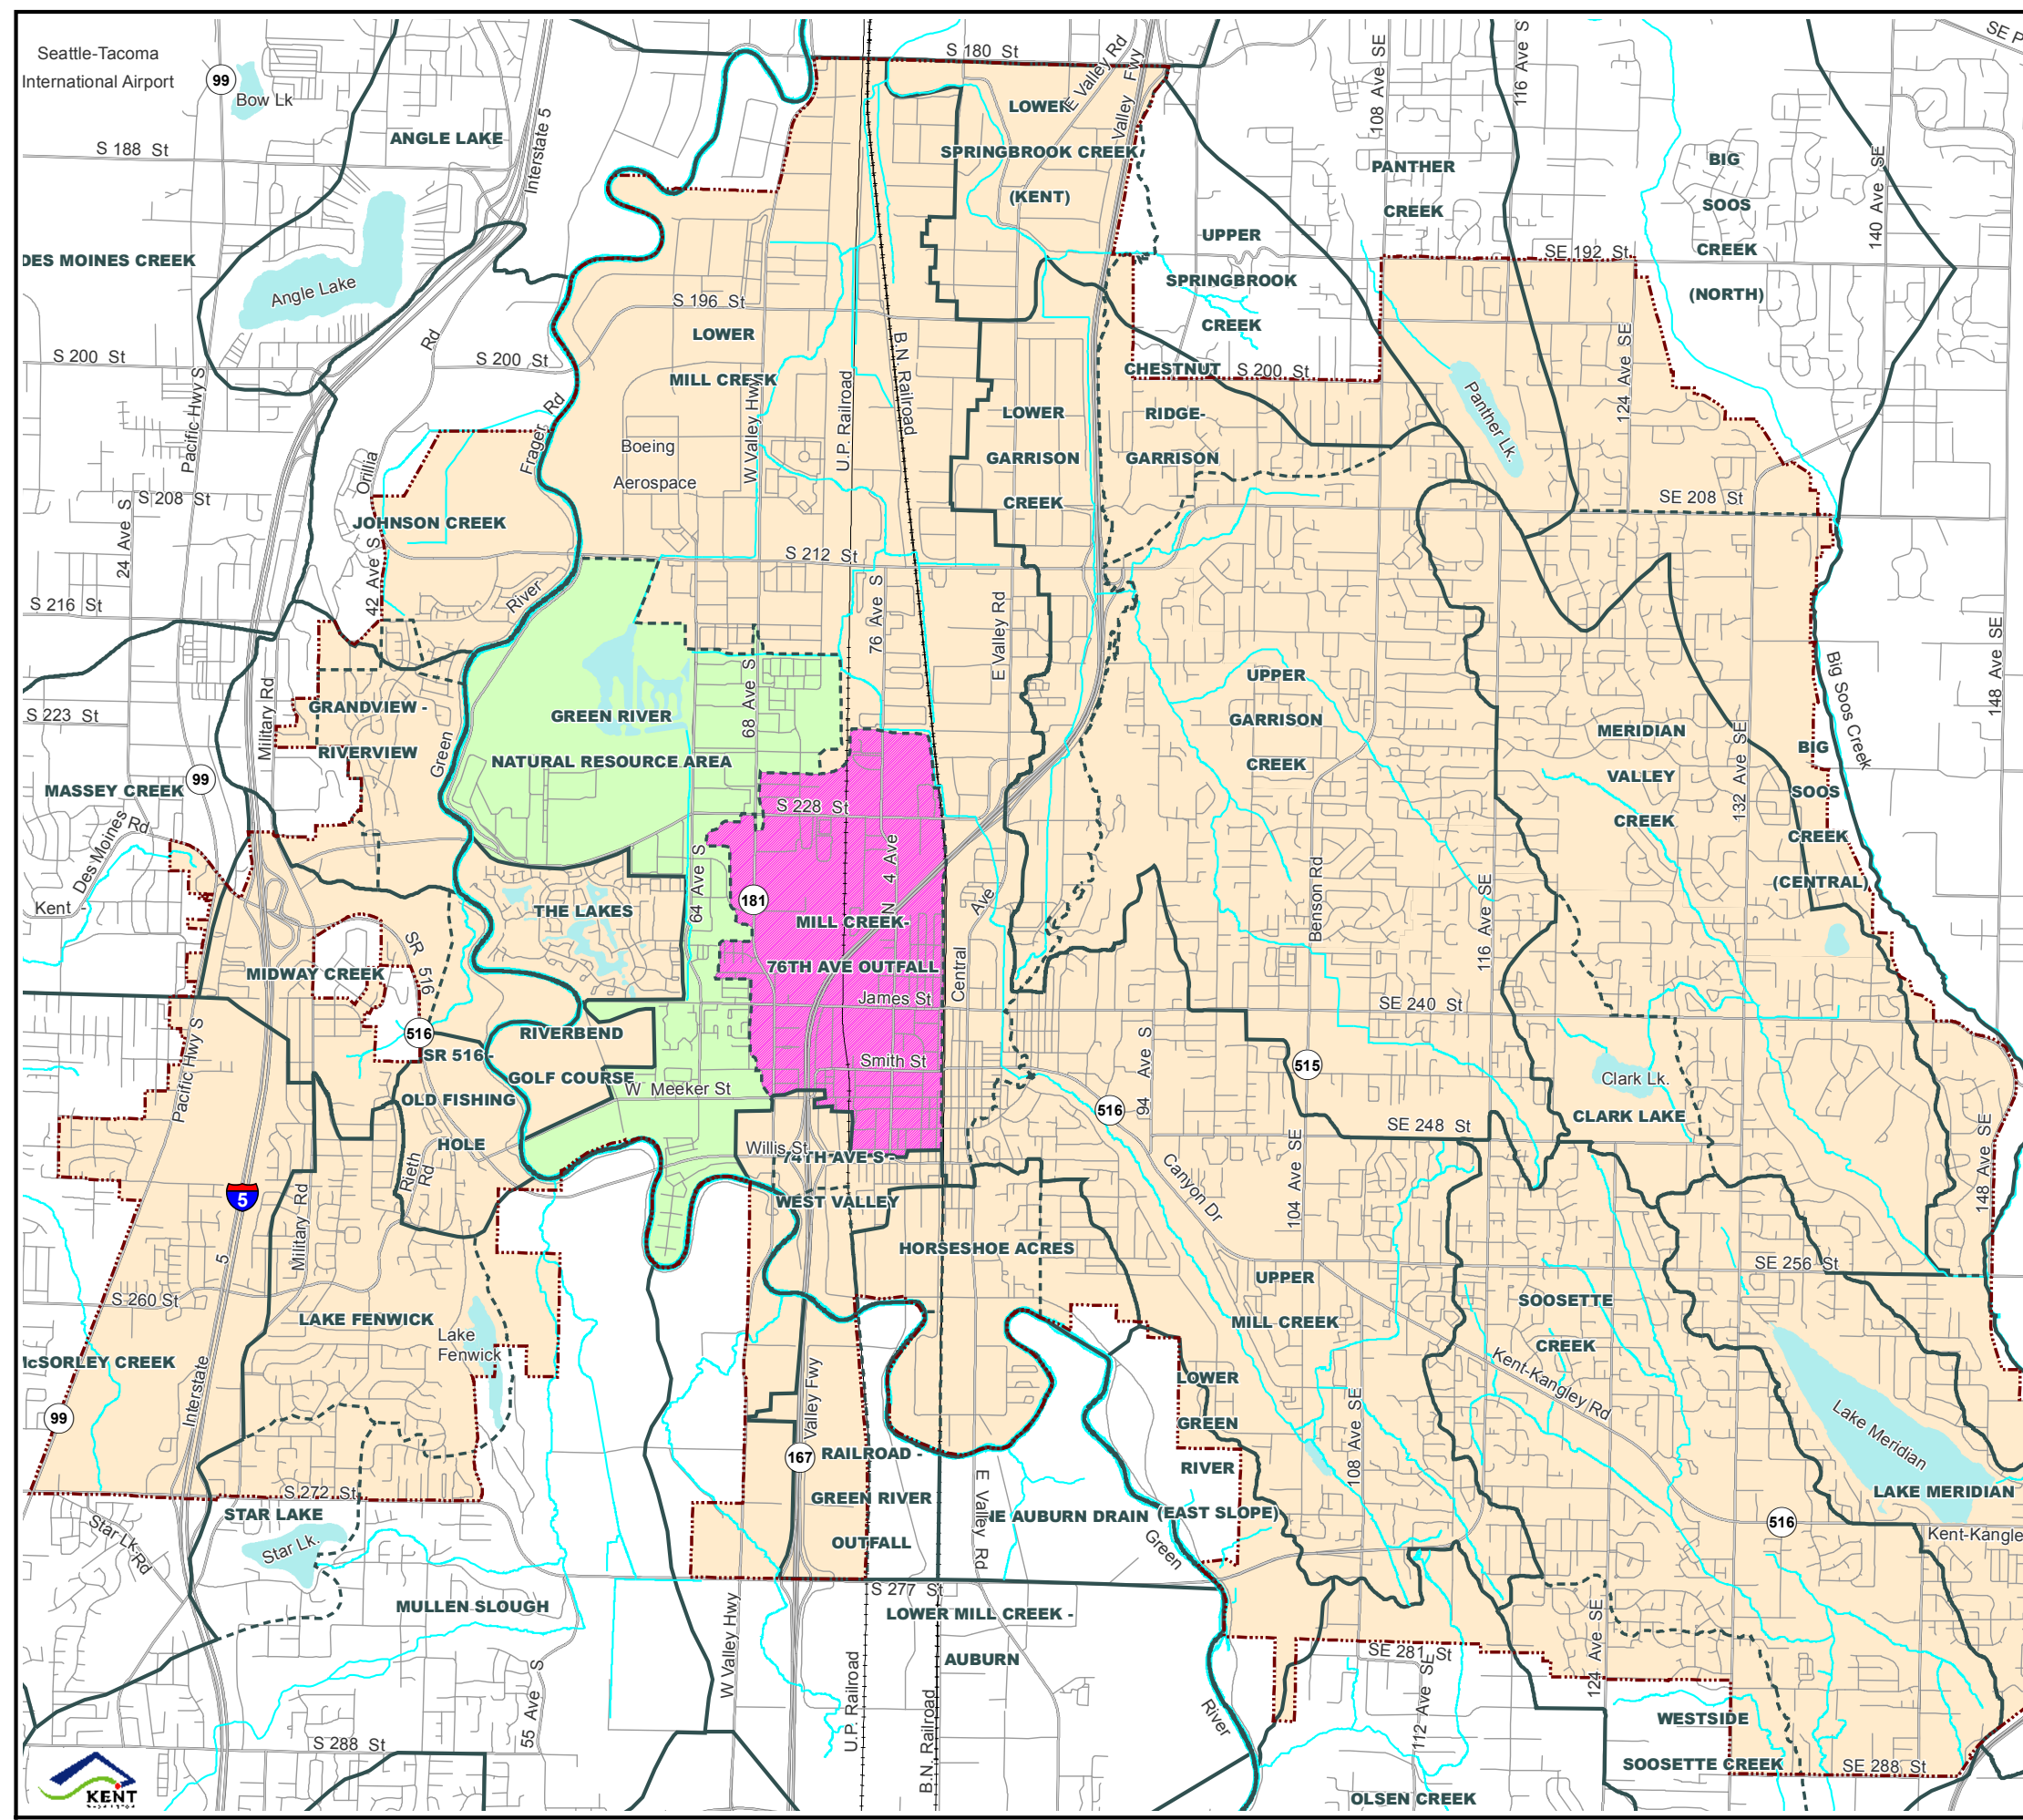 Seattle-Tacoma
International Airport
99
Bow Lk
ANGLE LAKE
Interstate 5
S 180 St
E Valley Rd
Valley Fwy
LOWER
SPRINGBROOK CREEK
(KENT)
108 Ave SE
116 Ave S
SE P
PANTHER
CREEK
BIG
SOOS
CREEK
(NORTH)
140 Ave SE
S 188 St
DES MOINES CREEK
Angle Lake
UPPER
SPRINGBROOK
CREEK
SE 192 St
S 196 St
LOWER
MILL CREEK
W Valley Hwy
U.P. Railroad
B.N. Railroad
S 200 St
Rd
S 200 St
Pacific Hwy S
CHESTNUT
RIDGE-
GARRISON
S 200 St
Panther Lk.
124 Ave SE
LOWER
GARRISON
CREEK
Frager Rd
Boeing
Aerospace
Orillia
24 Ave S
S 208 St
SE 208 St
JOHNSON CREEK
42 Ave S
S 212 St
76 Ave S
E Valley Rd
S 216 St
River
148 Ave SE
Military Rd
GRANDVIEW -
RIVERVIEW
Green
GREEN RIVER
NATURAL RESOURCE AREA
68 Ave S
UPPER
GARRISON
CREEK
MERIDIAN
VALLEY
CREEK
132 Ave SE
BIG
SOOS
CREEK
(CENTRAL)
Big Soos Creek
S 223 St
99
MASSEY CREEK
S 228 St
Kent -
Des Moines
Rd
64 Ave S
181
N 4 Ave
Ave
Central
Benson Rd
116 Ave SE
THE LAKES
MILL CREEK-
76TH AVE OUTFALL
MIDWAY CREEK
SR 516
James St
SE 240 St
516
RIVERBEND
GOLF COURSE
SR 516-
OLD FISHING
HOLE
Smith St
W Meeker St
94 Ave S
515
Clark Lk.
CLARK LAKE
Pacific Hwy S
516
SE 248 St
Willis St
74TH AVE S -
WEST VALLEY
Rieth
Rd
Canyon Dr
104 Ave SE
148 Ave SE
5
Military Rd
5
HORSESHOE ACRES
SE 256 St
S 260 St
UPPER
MILL CREEK
SOOSETTE
CREEK
LAKE FENWICK
Lake
Fenwick
McSORLEY CREEK
Interstate
99
Valley Fwy
LOWER
GREEN
RIVER
(EAST SLOPE)
108 Ave SE
Kent-Kangley Rd
Lake Meridian
LAKE MERIDIAN
167
RAILROAD -
GREEN RIVER
OUTFALL
E Valley Rd
NE AUBURN DRAIN
Green
S 272 St
STAR LAKE
Star Lk.
Star Lk Rd
516
Kent-Kangle
S 277 St
MULLEN SLOUGH
W Valley Hwy
LOWER MILL CREEK -
AUBURN
SE 281 St
112 Ave SE
124 Ave SE
55 Ave S
S 288 St
U.P. Railroad
B.N. Railroad
River
WESTSIDE
SOOSETTE CREEK
SE 288 St
OLSEN CREEK
KENT